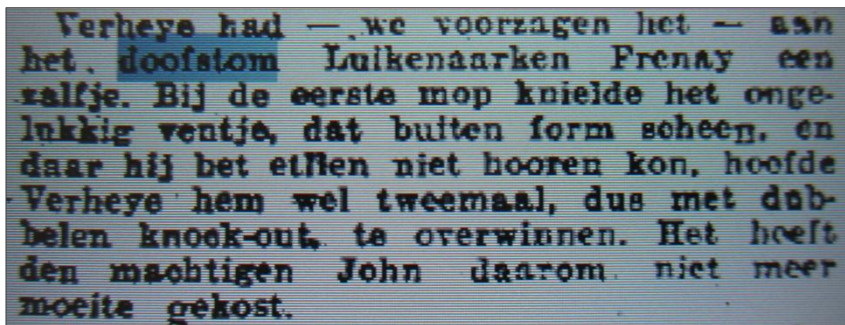 Verheye had — we voorzagen het — aan
het doofstom Luikenaarken Frenay een
zalfje. Bij de eerste mop knielde het onge-
lukkig ventje, dat buiten form scheen, en
daar hij het etllen niet hooren kon, hoefde
Verheye hem wel tweemaal, dus met dub-
belen knock-out, te overwinnen. Het heeft
den machtigen John daarom niet meer
moeite gekost.